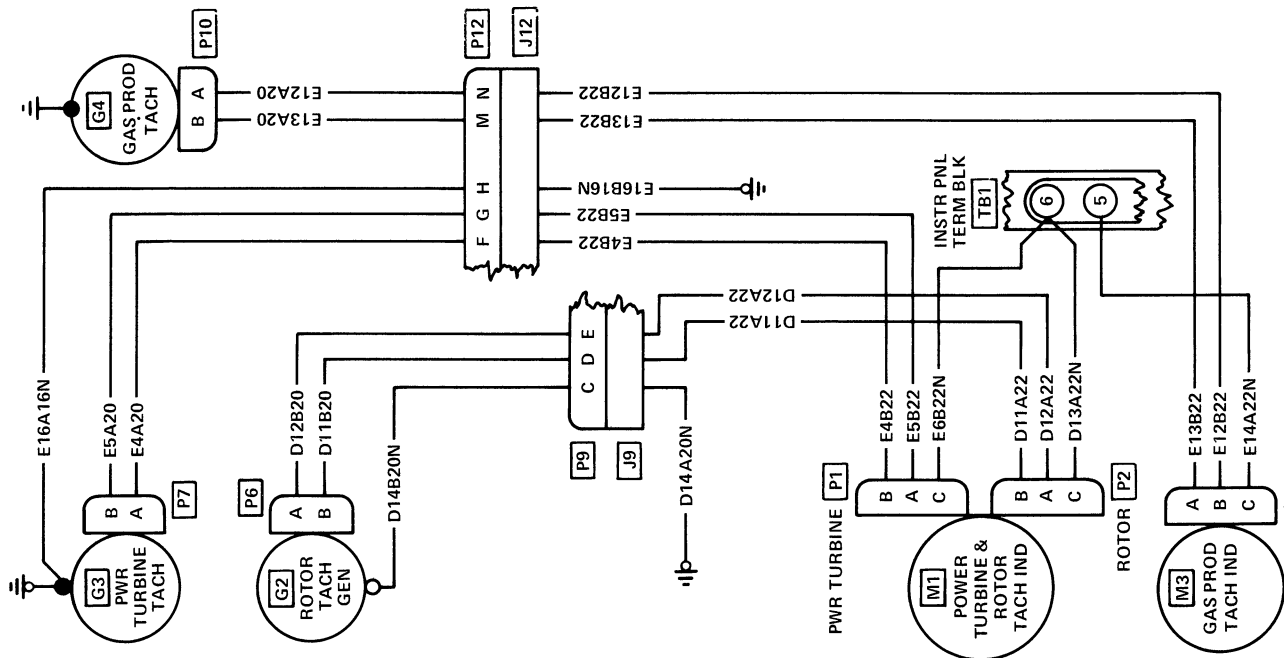 P10
G4
GAS PROD
TACH
B A
E12A20
E13A20
P12
J12
N
M
H
G
F
E12B22
E13B22
E16B16N
E5B22
E4B22
INSTR PNL
TERM BLK
TB1
6
5
E16A16N
E5A20
E4A20
B
A
P7
G3
PWR
TURBINE
TACH
P6
A
B
G2
ROTOR
TACH
GEN
D12B20
D11B20
D14B20N
C D E
P9
J9
D12A22
D11A22
D14A20N
PWR TURBINE P1
B
A
C
E4B22
E5B22
E6B22N
M1
POWER
TURBINE &
ROTOR
TACH IND
B
A
C
D11A22
D12A22
D13A22N
ROTOR P2
M3
GAS PROD
TACH IND
A
B
C
E13B22
E12B22
E14A22N